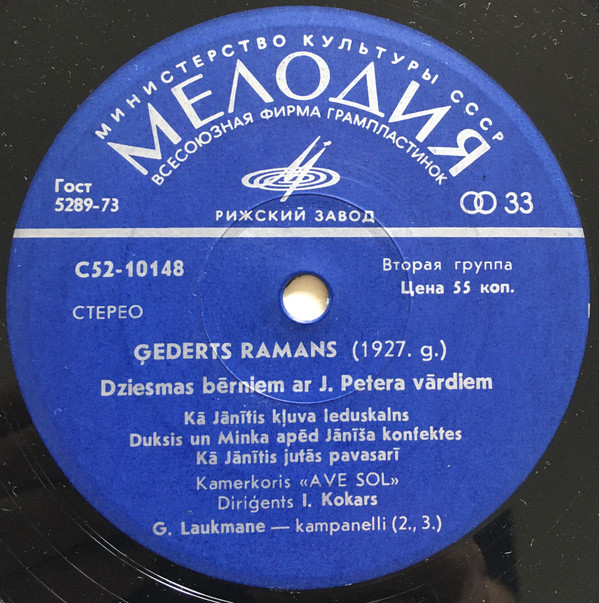 МИНИСТЕРСТВО КУЛЬТУРЫ СССР
МЕЛОДИЯ
ВСЕСОЮЗНАЯ ФИРМА ГРАМПЛАСТИНОК
Гост
5289-73
33
РИЖСКИЙ ЗАВОД
С52-10148
Вторая группа
Цена 55 коп.
СТЕРЕО
ĢEDERTS RAMANS (1927. g.)
Dziesmas bērniem ar J. Petera vārdiem
Kā Jānītis kļuva leduskalns
Duksis un Minka apēd Jānīša konfektes
Kā Jānītis jutās pavasarī
Kamerkoris «AVE SOL»
Diriģents I. Kokars
G. Laukmane — kampanelli (2., 3.)